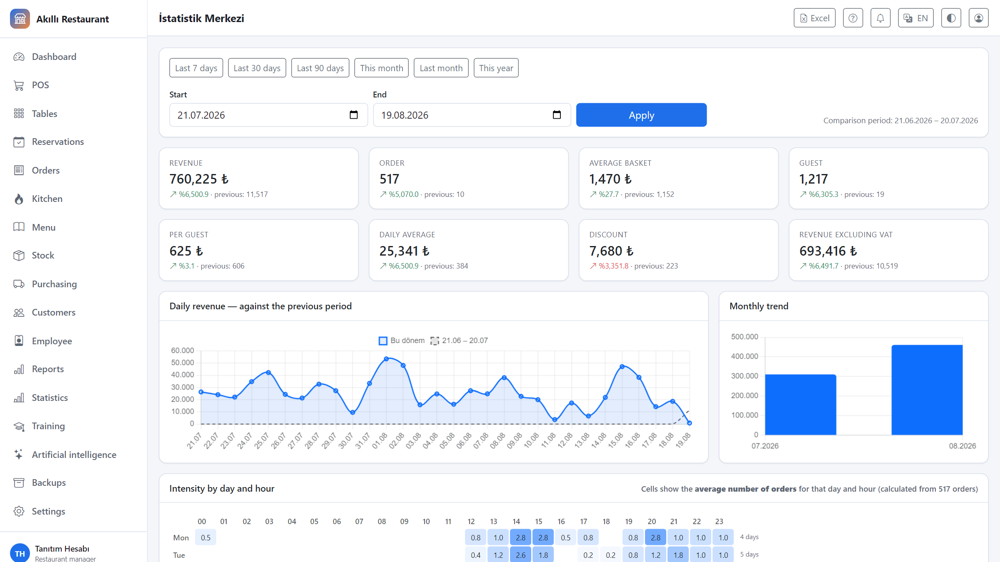 Akıllı Restaurant
İstatistik Merkezi
Excel
EN
Dashboard
POS
Tables
Reservations
Orders
Kitchen
Menu
Stock
Purchasing
Customers
Employee
Reports
Statistics
Training
Artificial intelligence
Backups
Settings
TH
Tanıtım Hesabı
Restaurant manager
Last 7 days
Last 30 days
Last 90 days
This month
Last month
This year
Start
End
21.07.2026
19.08.2026
Apply
Comparison period: 21.06.2026 – 20.07.2026
REVENUE
760,225 ₺
↗ %6,500.9 · previous: 11,517
ORDER
517
↗ %5,070.0 · previous: 10
AVERAGE BASKET
1,470 ₺
↗ %27.7 · previous: 1,152
GUEST
1,217
↗ %6,305.3 · previous: 19
PER GUEST
625 ₺
↗ %3.1 · previous: 606
DAILY AVERAGE
25,341 ₺
↗ %6,500.9 · previous: 384
DISCOUNT
7,680 ₺
↗ %3,351.8 · previous: 223
REVENUE EXCLUDING VAT
693,416 ₺
↗ %6,491.7 · previous: 10,519
Daily revenue — against the previous period
Bu dönem
21.06 – 20.07
60.000
50.000
40.000
30.000
20.000
10.000
0
21.07 22.07 23.07 24.07 25.07 26.07 27.07 28.07 29.07 30.07 31.07 01.08 02.08 03.08 04.08 05.08 06.08 07.08 08.08 09.08 10.08 11.08 12.08 13.08 14.08 15.08 16.08 17.08 18.08 19.08
Monthly trend
500.000
400.000
300.000
200.000
100.000
0
07.2026 08.2026
Intensity by day and hour
Cells show the average number of orders for that day and hour (calculated from 517 orders)
00 01 02 03 04 05 06 07 08 09 10 11 12 13 14 15 16 17 18 19 20 21 22 23
Mon 0.5 0.8 1.0 2.8 2.8 0.5 0.8 0.8 2.8 1.0 1.0 1.0 4 days
Tue 0.4 1.2 2.6 1.8 0.2 0.2 0.8 1.2 1.8 1.0 1.0 5 days